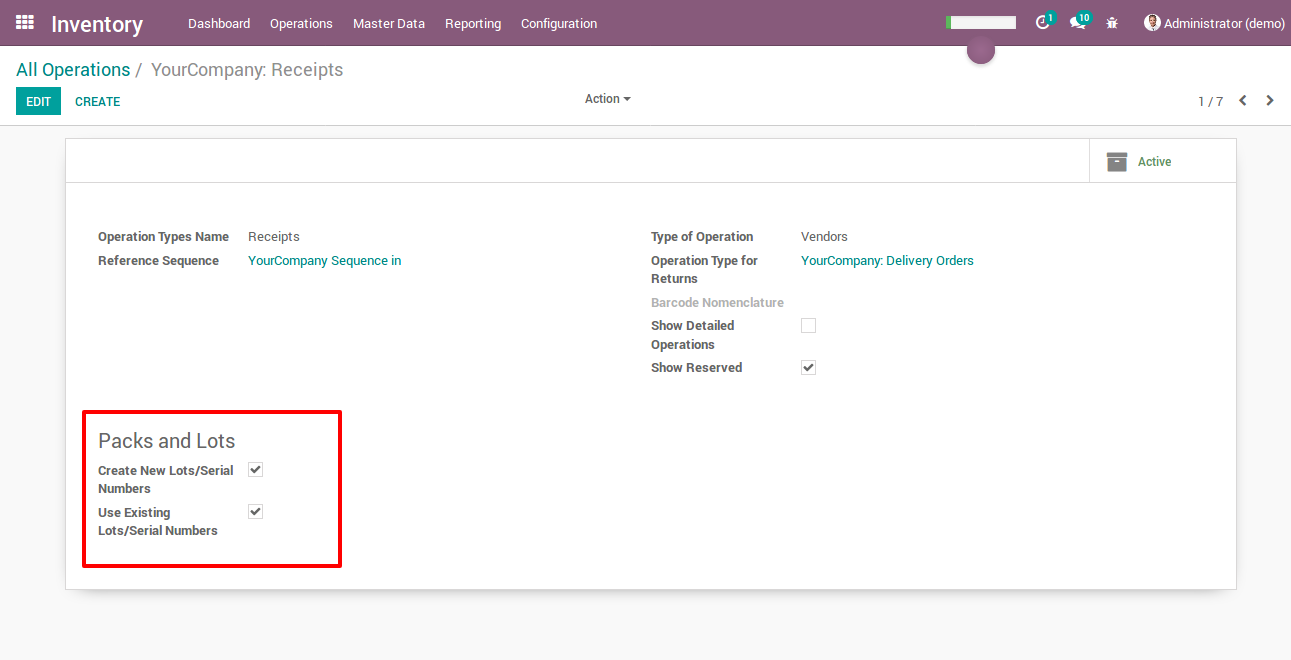 Inventory Dashboard Operations Master Data Reporting Configuration 1 10 Administrator (demo)
All Operations / YourCompany: Receipts
EDIT CREATE Action 1 / 7
Active
Operation Types Name Receipts Type of Operation Vendors
Reference Sequence YourCompany Sequence in Operation Type for YourCompany: Delivery Orders
Returns
Barcode Nomenclature
Show Detailed
Operations
Show Reserved
Packs and Lots
Create New Lots/Serial
Numbers
Use Existing
Lots/Serial Numbers